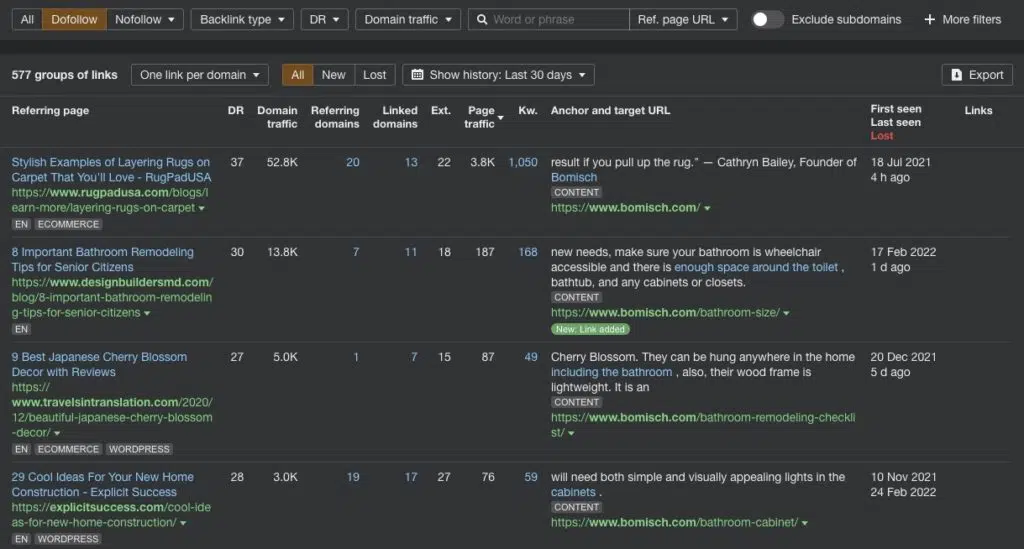 All Dofollow Nofollow Backlink type DR Domain traffic Word or phrase Ref. page URL Exclude subdomains + More filters
577 groups of links One link per domain All New Lost Show history: Last 30 days Export
Referring page DR Domain traffic Referring domains Linked domains Ext. Page traffic Kw. Anchor and target URL First seen Last seen Lost Links
Stylish Examples of Layering Rugs on
Carpet That You'll Love - RugPadUSA
https://www.rugpadusa.com/blogs/l
earn-more/layering-rugs-on-carpet
EN ECOMMERCE
37 52.8K 20 13 22 3.8K 1,050
result if you pull up the rug." — Cathryn Bailey, Founder of
Bomisch
CONTENT
https://www.bomisch.com/
18 Jul 2021
4 h ago
8 Important Bathroom Remodeling
Tips for Senior Citizens
https://www.designbuildersmd.com/
blog/8-important-bathroom-remodelin
g-tips-for-senior-citizens
EN
30 13.8K 7 11 18 187 168
new needs, make sure your bathroom is wheelchair
accessible and there is enough space around the toilet ,
bathtub, and any cabinets or closets.
CONTENT
https://www.bomisch.com/bathroom-size/
New: Link added
17 Feb 2022
1 d ago
9 Best Japanese Cherry Blossom
Decor with Reviews
https://
www.travelsintranslation.com/2020/
12/beautiful-japanese-cherry-blossom
-decor/
EN ECOMMERCE WORDPRESS
27 5.0K 1 7 15 87 49
Cherry Blossom. They can be hung anywhere in the home
including the bathroom , also, their wood frame is
lightweight. It is an
CONTENT
https://www.bomisch.com/bathroom-remodeling-checkli
st/
20 Dec 2021
5 d ago
29 Cool Ideas For Your New Home
Construction - Explicit Success
https://explicitsuccess.com/cool-ide
as-for-new-home-construction/
EN WORDPRESS
28 3.0K 19 17 27 76 59
will need both simple and visually appealing lights in the
cabinets .
CONTENT
https://www.bomisch.com/bathroom-cabinet/
10 Nov 2021
24 Feb 2022